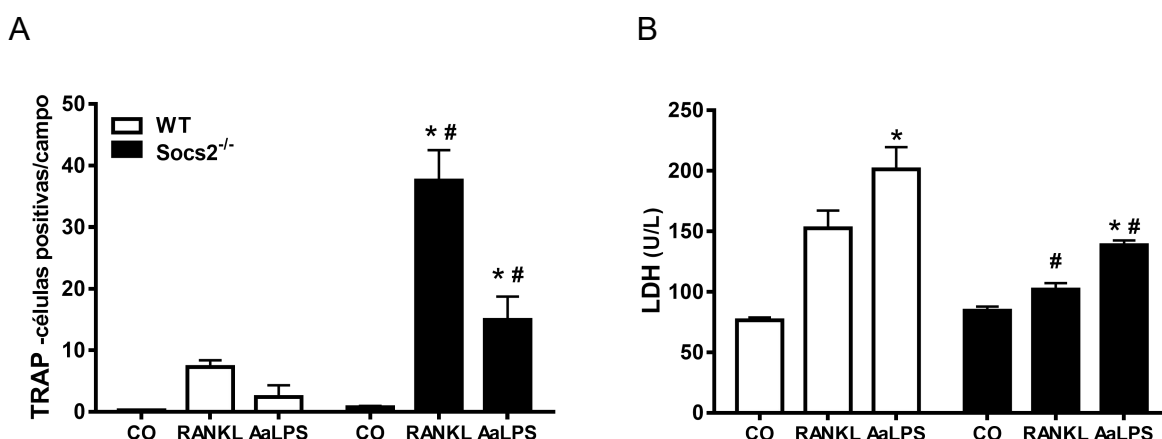 A
TRAP -células positivas/campo
50
40
30
20
10
0
WT
Socs2-/-
* #
* #
CO RANKL AaLPS CO RANKL AaLPS
B
LDH (U/L)
250
200
150
100
50
0
*
#
* #
CO RANKL AaLPS CO RANKL AaLPS